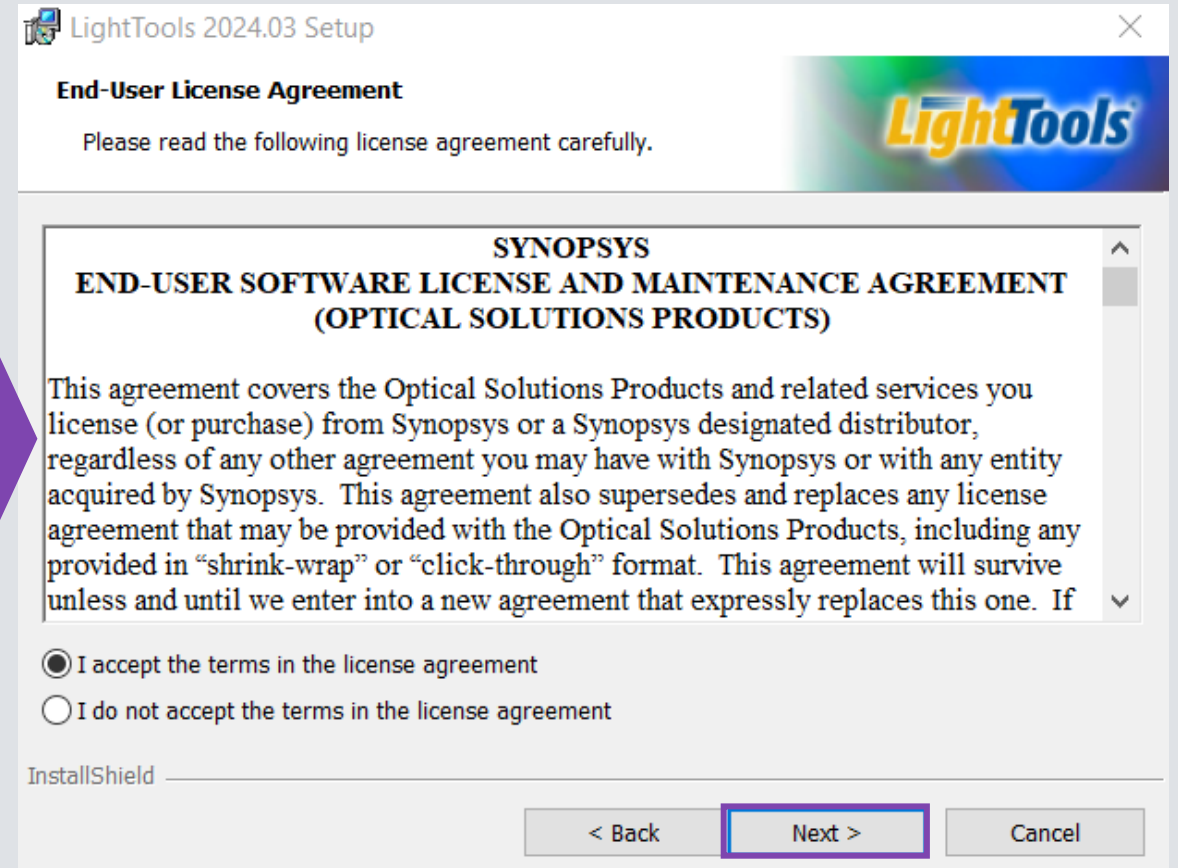 LightTools 2024.03 Setup
End-User License Agreement
Please read the following license agreement carefully.
LightTools
SYNOPSYS
END-USER SOFTWARE LICENSE AND MAINTENANCE AGREEMENT
(OPTICAL SOLUTIONS PRODUCTS)
This agreement covers the Optical Solutions Products and related services you
license (or purchase) from Synopsys or a Synopsys designated distributor,
regardless of any other agreement you may have with Synopsys or with any entity
acquired by Synopsys.  This agreement also supersedes and replaces any license
agreement that may be provided with the Optical Solutions Products, including any
provided in “shrink-wrap” or “click-through” format.  This agreement will survive
unless and until we enter into a new agreement that expressly replaces this one.  If
I accept the terms in the license agreement
I do not accept the terms in the license agreement
InstallShield
< Back Next > Cancel